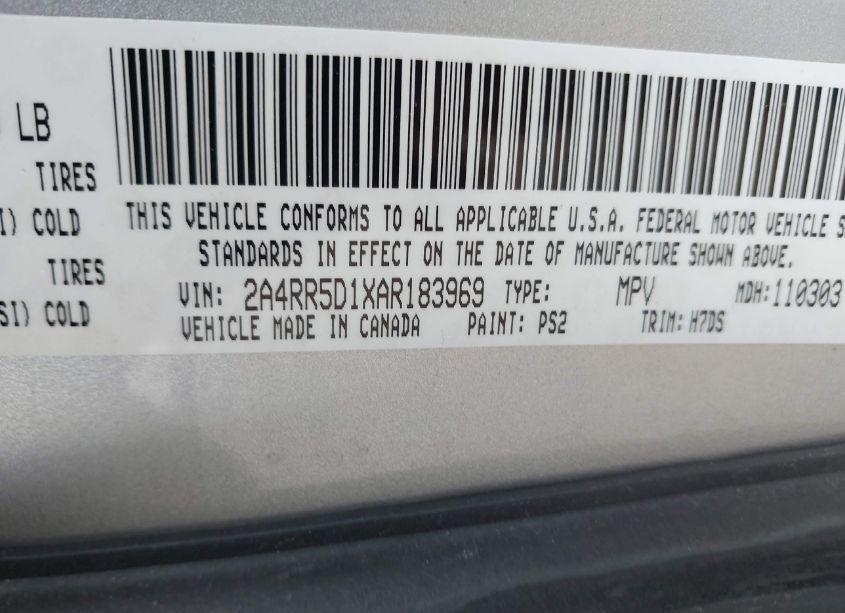 LB
TIRES
COLD
TIRES
COLD
THIS VEHICLE CONFORMS TO ALL APPLICABLE U.S.A. FEDERAL MOTOR VEHICLE S
STANDARDS IN EFFECT ON THE DATE OF MANUFACTURE SHOWN ABOVE.
VIN: 2A4RR5D1XAR183969 TYPE: MPV MDH:110303
VEHICLE MADE IN CANADA PAINT: PS2 TRIM: H7DS